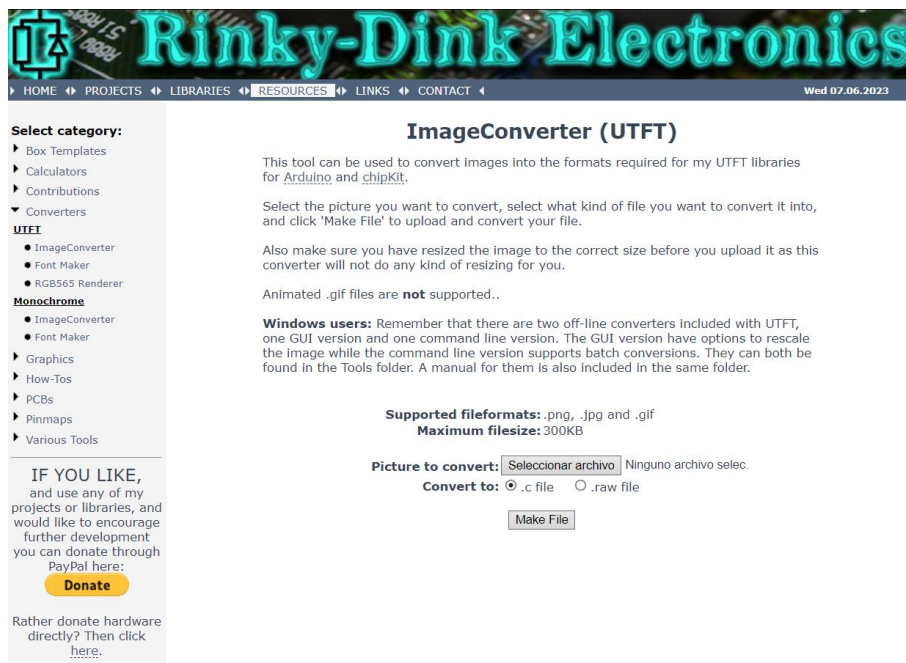 Rinky-Dink Electronics
HOME PROJECTS LIBRARIES RESOURCES LINKS CONTACT Wed 07.06.2023
Select category:
Box Templates
Calculators
Contributions
Converters
UTFT
ImageConverter
Font Maker
RGB565 Renderer
Monochrome
ImageConverter
Font Maker
Graphics
How-Tos
PCBs
Pinmaps
Various Tools
IF YOU LIKE,
and use any of my
projects or libraries, and
would like to encourage
further development
you can donate through
PayPal here:
Donate
Rather donate hardware
directly? Then click
here.
ImageConverter (UTFT)
This tool can be used to convert images into the formats required for my UTFT libraries
for Arduino and chipKit.
Select the picture you want to convert, select what kind of file you want to convert it into,
and click 'Make File' to upload and convert your file.
Also make sure you have resized the image to the correct size before you upload it as this
converter will not do any kind of resizing for you.
Animated .gif files are not supported..
Windows users: Remember that there are two off-line converters included with UTFT,
one GUI version and one command line version. The GUI version have options to rescale
the image while the command line version supports batch conversions. They can both be
found in the Tools folder. A manual for them is also included in the same folder.
Supported fileformats: .png, .jpg and .gif
Maximum filesize: 300KB
Picture to convert: Seleccionar archivo Ninguno archivo selec.
Convert to: .c file .raw file
Make File